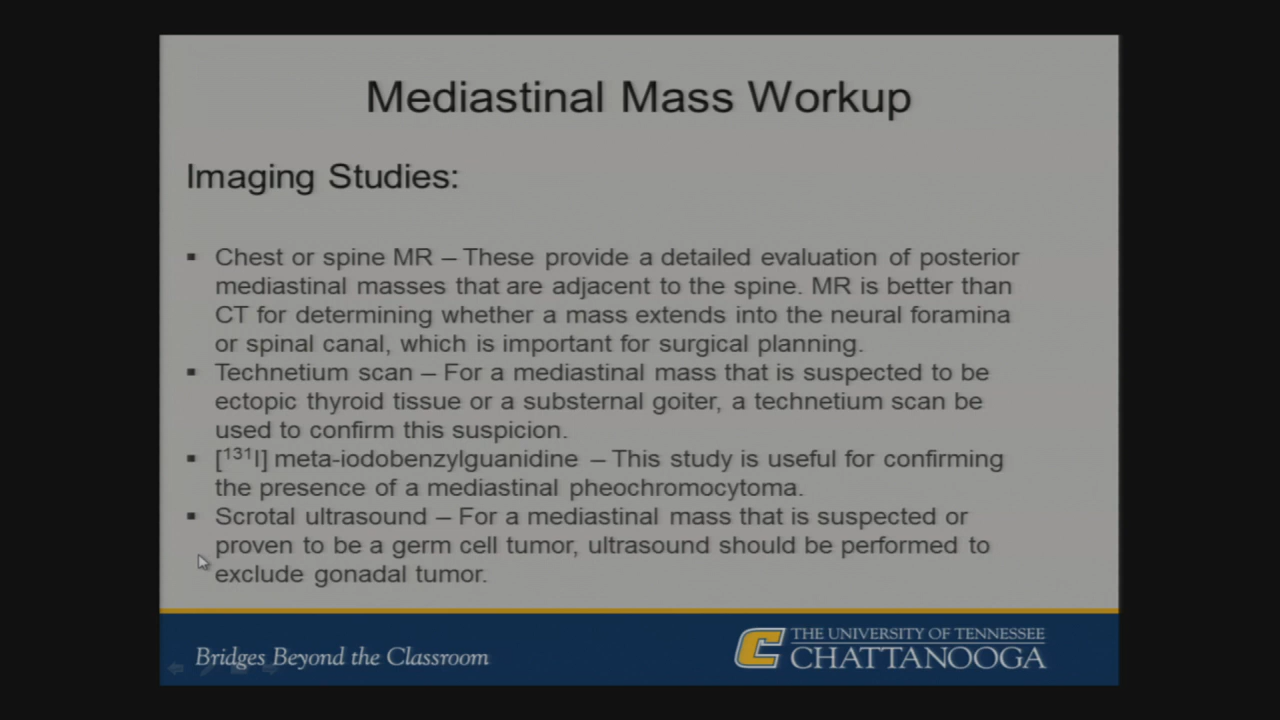 Mediastinal Mass Workup
Imaging Studies:
▪ Chest or spine MR – These provide a detailed evaluation of posterior
mediastinal masses that are adjacent to the spine. MR is better than
CT for determining whether a mass extends into the neural foramina
or spinal canal, which is important for surgical planning.
▪ Technetium scan – For a mediastinal mass that is suspected to be
ectopic thyroid tissue or a substernal goiter, a technetium scan be
used to confirm this suspicion.
▪ [¹³¹I] meta-iodobenzylguanidine – This study is useful for confirming
the presence of a mediastinal pheochromocytoma.
▪ Scrotal ultrasound – For a mediastinal mass that is suspected or
proven to be a germ cell tumor, ultrasound should be performed to
exclude gonadal tumor.
Bridges Beyond the Classroom
C THE UNIVERSITY OF TENNESSEE
CHATTANOOGA